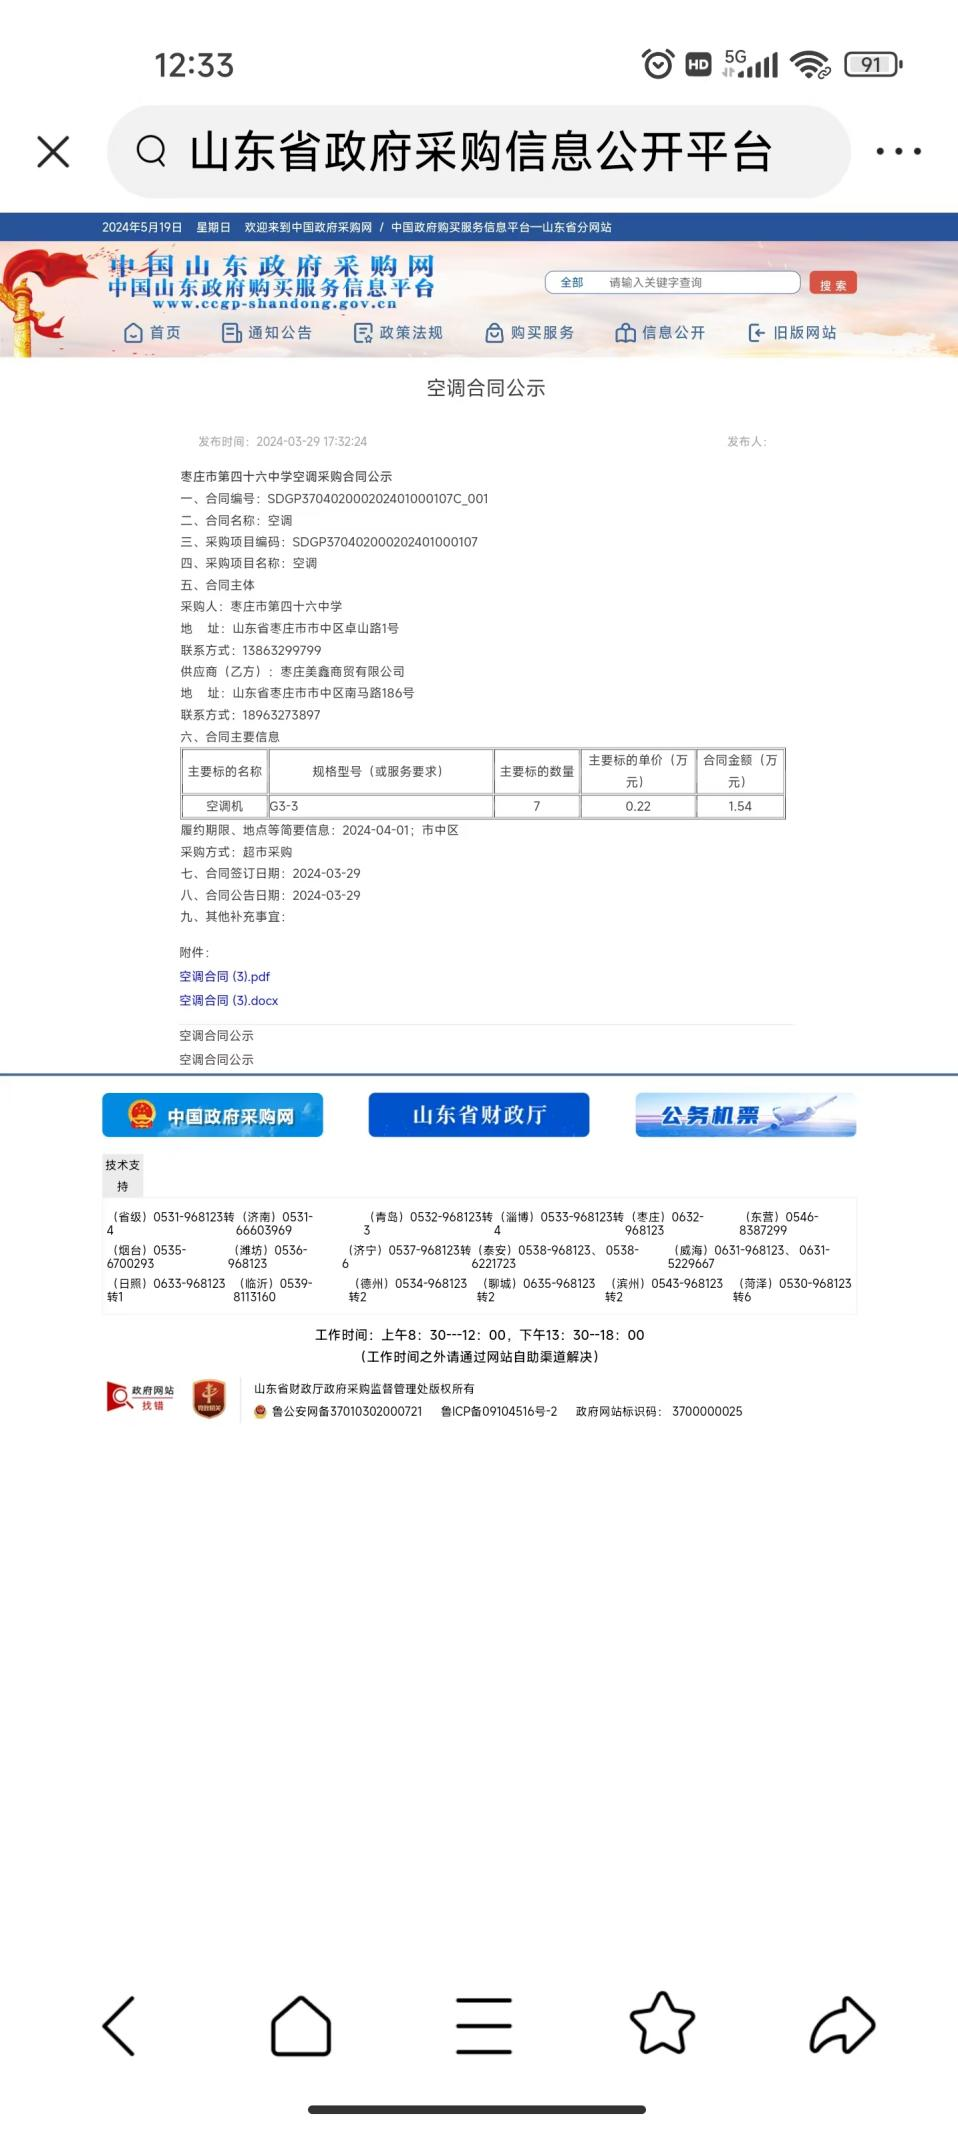 12:33
HD 5G 91
山东省政府采购信息公开平台
2024年5月19日 星期日 欢迎来到中国政府采购网 / 中国政府购买服务信息平台—山东省分网站
中国山东政府采购网
中国山东政府购买服务信息平台
www.ccgp-shandong.gov.cn
全部 请输入关键字查询 搜索
首页 通知公告 政策法规 购买服务 信息公开 旧版网站
空调合同公示
发布时间：2024-03-29 17:32:24 发布人：
枣庄市第四十六中学空调采购合同公示
一、合同编号：SDGP370402000202401000107C_001
二、合同名称：空调
三、采购项目编码：SDGP370402000202401000107
四、采购项目名称：空调
五、合同主体
采购人：枣庄市第四十六中学
地 址：山东省枣庄市市中区卓山路1号
联系方式：13863299799
供应商（乙方）：枣庄美鑫商贸有限公司
地 址：山东省枣庄市市中区南马路186号
联系方式：18963273897
六、合同主要信息
主要标的名称 规格型号（或服务要求） 主要标的数量 主要标的单价（万元） 合同金额（万元）
空调机 G3-3 7 0.22 1.54
履约期限、地点等简要信息：2024-04-01；市中区
采购方式：超市采购
七、合同签订日期：2024-03-29
八、合同公告日期：2024-03-29
九、其他补充事宜：
附件：
空调合同 (3).pdf
空调合同 (3).docx
空调合同公示
空调合同公示
中国政府采购网 山东省财政厅 公务机票
技术支持
（省级）0531-968123转4 （济南）0531-66603969 （青岛）0532-968123转3 （淄博）0533-968123转4 （枣庄）0632-968123 （东营）0546-8387299
（烟台）0535-6700293 （潍坊）0536-968123 （济宁）0537-968123转6 （泰安）0538-968123、0538-6221723 （威海）0631-968123、0631-5229667
（日照）0633-968123转1 （临沂）0539-8113160 （德州）0534-968123转2 （聊城）0635-968123转2 （滨州）0543-968123转2 （菏泽）0530-968123转6
工作时间：上午8：30---12：00，下午13：30--18：00
（工作时间之外请通过网站自助渠道解决）
政府网站
找错
党政机关
山东省财政厅政府采购监督管理处版权所有
鲁公安网备37010302000721 鲁ICP备09104516号-2 政府网站标识码： 3700000025